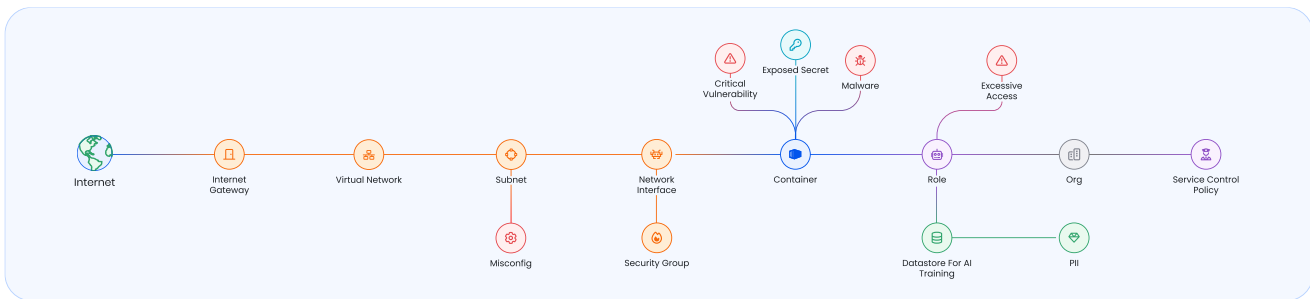 Critical
Vulnerability
Exposed Secret
Malware
Excessive
Access
Internet
Internet
Gateway
Virtual Network
Subnet
Network
Interface
Container
Role
Org
Service Control
Policy
Misconfig
Security Group
Datastore For AI
Training
PII